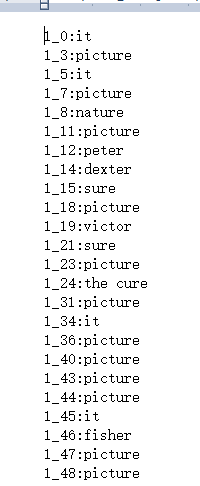 1_0:it
1_3:picture
1_5:it
1_7:picture
1_8:nature
1_11:picture
1_12:peter
1_14:dexter
1_15:sure
1_18:picture
1_19:victor
1_21:sure
1_23:picture
1_24:the cure
1_31:picture
1_34:it
1_36:picture
1_40:picture
1_43:picture
1_44:picture
1_45:it
1_46:fisher
1_47:picture
1_48:picture